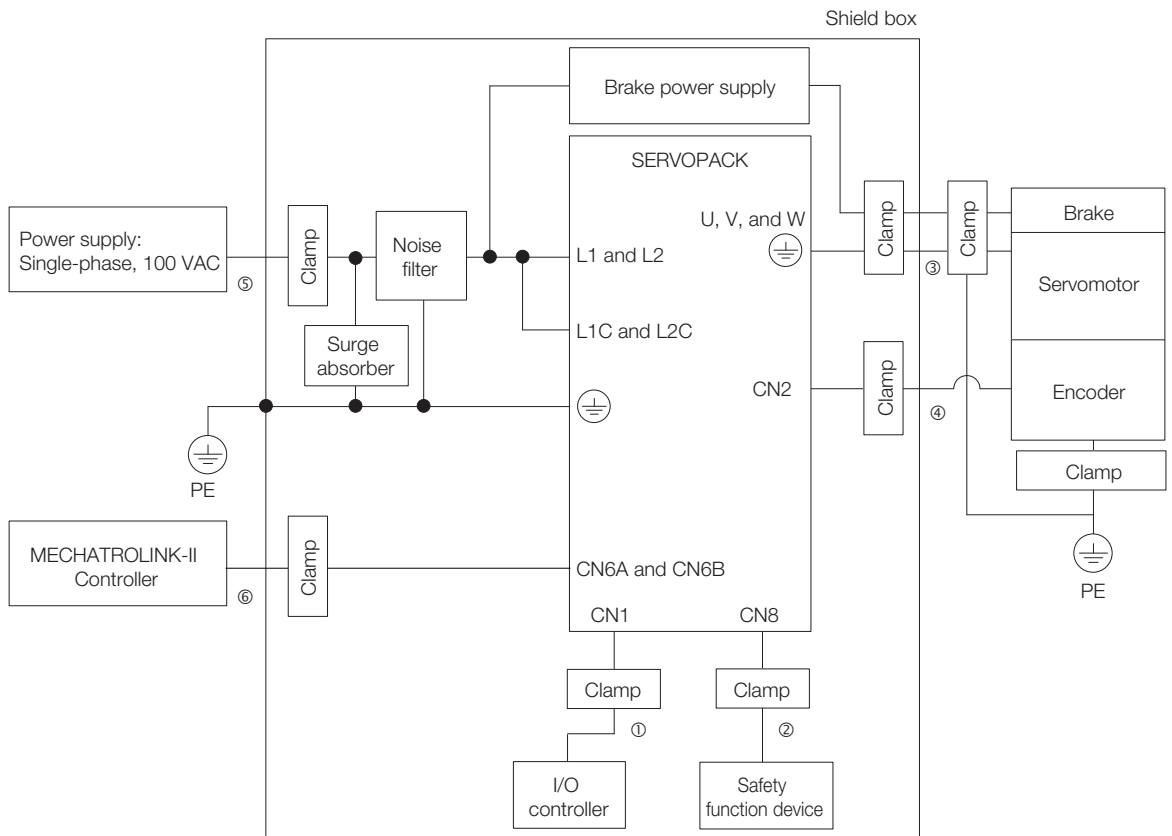 Shield box
Brake power supply
SERVOPACK
U, V, and W
Clamp
Clamp
Brake
Power supply:
Single-phase, 100 VAC
⑤
Clamp
Noise
filter
L1 and L2
③
Servomotor
Surge
absorber
L1C and L2C
CN2
Clamp
④
Encoder
Clamp
PE
PE
MECHATROLINK-II
Controller
⑥
Clamp
CN6A and CN6B
CN1
CN8
Clamp
Clamp
①
②
I/O
controller
Safety
function device